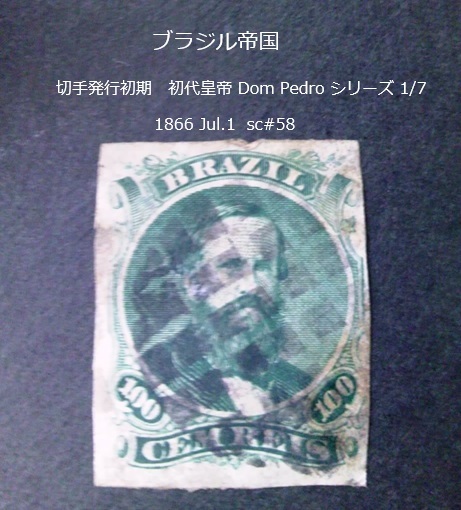 ブラジル帝国
切手発行初期　初代皇帝 Dom Pedro シリーズ 1/7
1866 Jul.1 sc#58
BRAZIL
100 100
CEM REIS